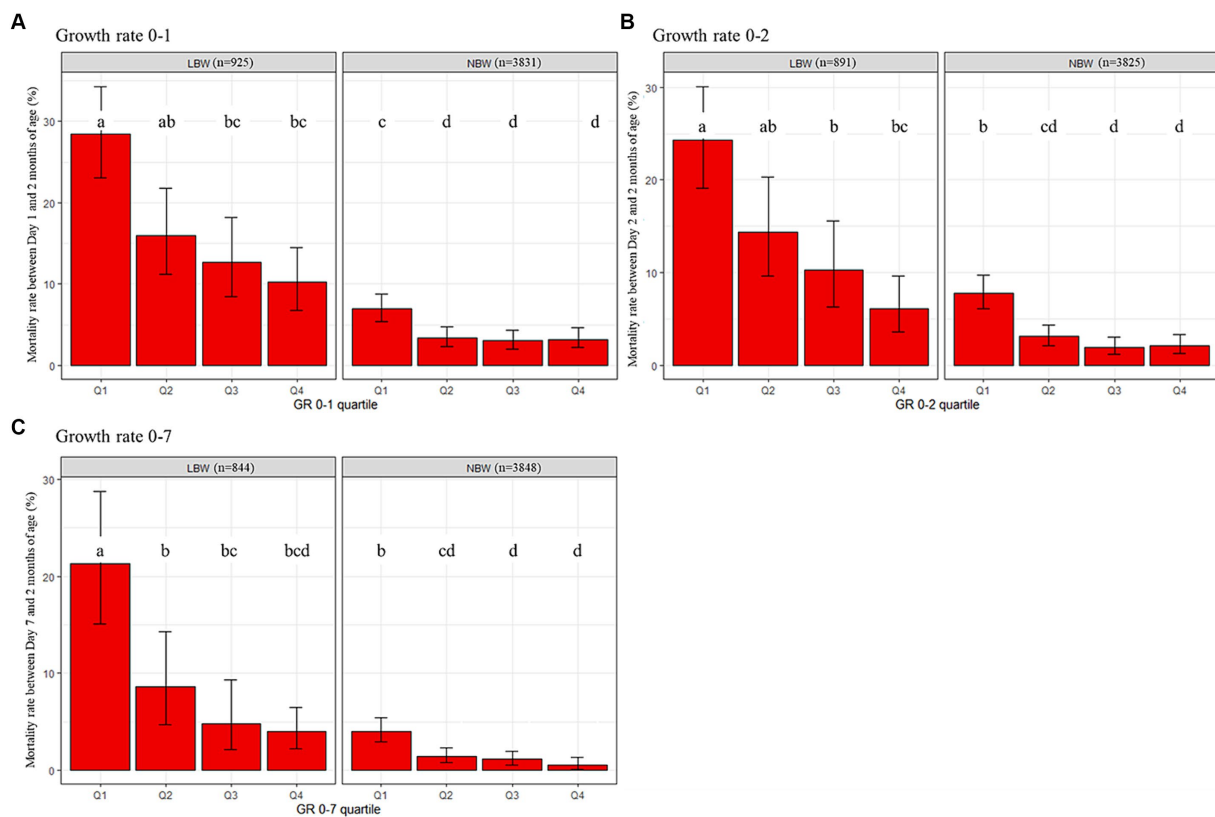 A
Growth rate 0-1
LBW (n=925)
NBW (n=3831)
Mortality rate between Day 1 and 2 months of age (%)
30
20
10
0
a ab bc bc
c d d d
Q1 Q2 Q3 Q4
Q1 Q2 Q3 Q4
GR 0-1 quartile
B
Growth rate 0-2
LBW (n=891)
NBW (n=3825)
Mortality rate between Day 2 and 2 months of age (%)
30
20
10
0
a ab b bc
b cd d d
Q1 Q2 Q3 Q4
Q1 Q2 Q3 Q4
GR 0-2 quartile
C
Growth rate 0-7
LBW (n=844)
NBW (n=3848)
Mortality rate between Day 7 and 2 months of age (%)
30
20
10
0
a b bc bcd
b cd d d
Q1 Q2 Q3 Q4
Q1 Q2 Q3 Q4
GR 0-7 quartile